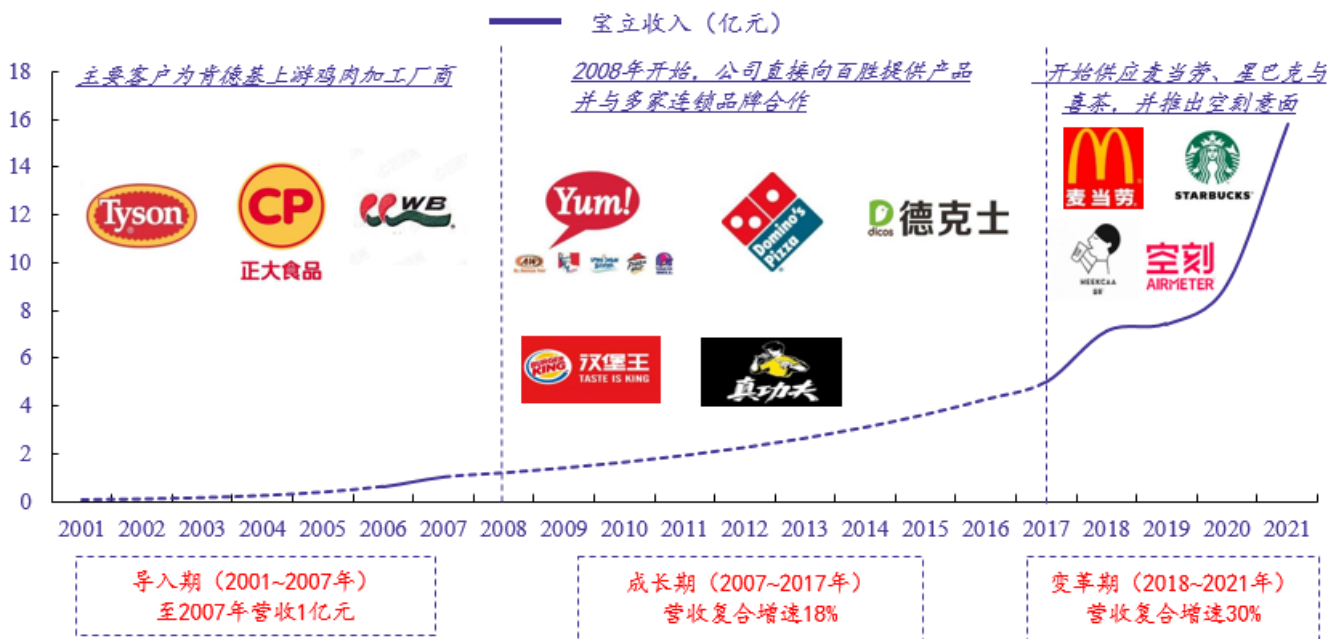 宝立收入（亿元）
18
16
14
12
10
8
6
4
2
0
主要客户为肯德基上游鸡肉加工厂商
2008年开始，公司直接向百胜提供产品
并与多家连锁品牌合作
开始供应麦当劳、星巴克与
喜茶，并推出空刻意面
Tyson
CP
正大食品
WB
Yum!
A&W
Domino's
Pizza
dicos
德克士
麦当劳
STARBUCKS
HEEKCAA
空刻
AIRMETER
BURGER
KING
汉堡王
TASTE IS KING
真功夫
2001 2002 2003 2004 2005 2006 2007 2008 2009 2010 2011 2012 2013 2014 2015 2016 2017 2018 2019 2020 2021
导入期（2001~2007年）
至2007年营收1亿元
成长期（2007~2017年）
营收复合增速18%
变革期（2018~2021年）
营收复合增速30%